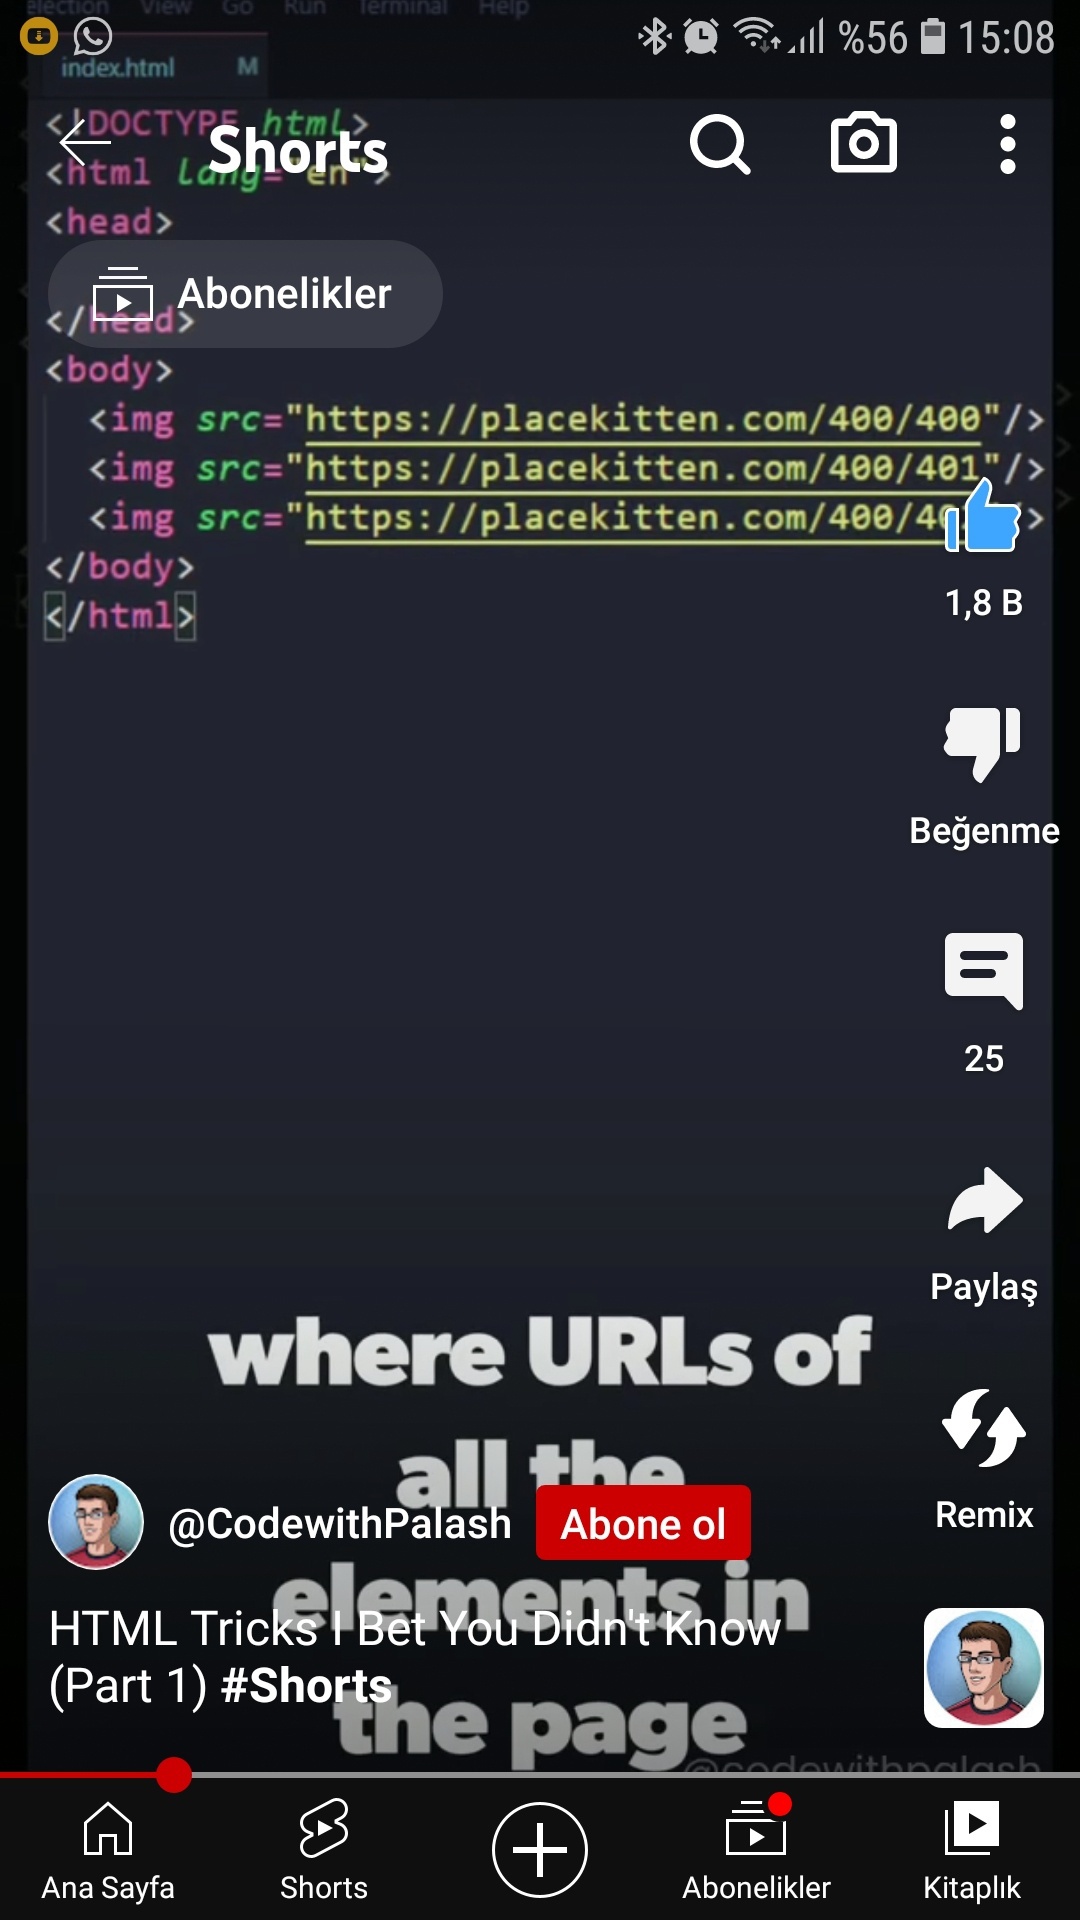 election View Go Run Terminal Help
%56 15:08
index.html M
<!DOCTYPE html>
Shorts
<html lang="en">
<head>
Abonelikler
</head>
<body>
<img src="https://placekitten.com/400/400"/>
<img src="https://placekitten.com/400/401"/>
<img src="https://placekitten.com/400/40
</body>
1,8 B
</html>
Beğenme
25
Paylaş
where URLs of
all the
@CodewithPalash Abone ol
Remix
elements in
HTML Tricks I Bet You Didn't Know
(Part 1) #Shorts
the page
@codewithpalash
Ana Sayfa Shorts Abonelikler Kitaplık